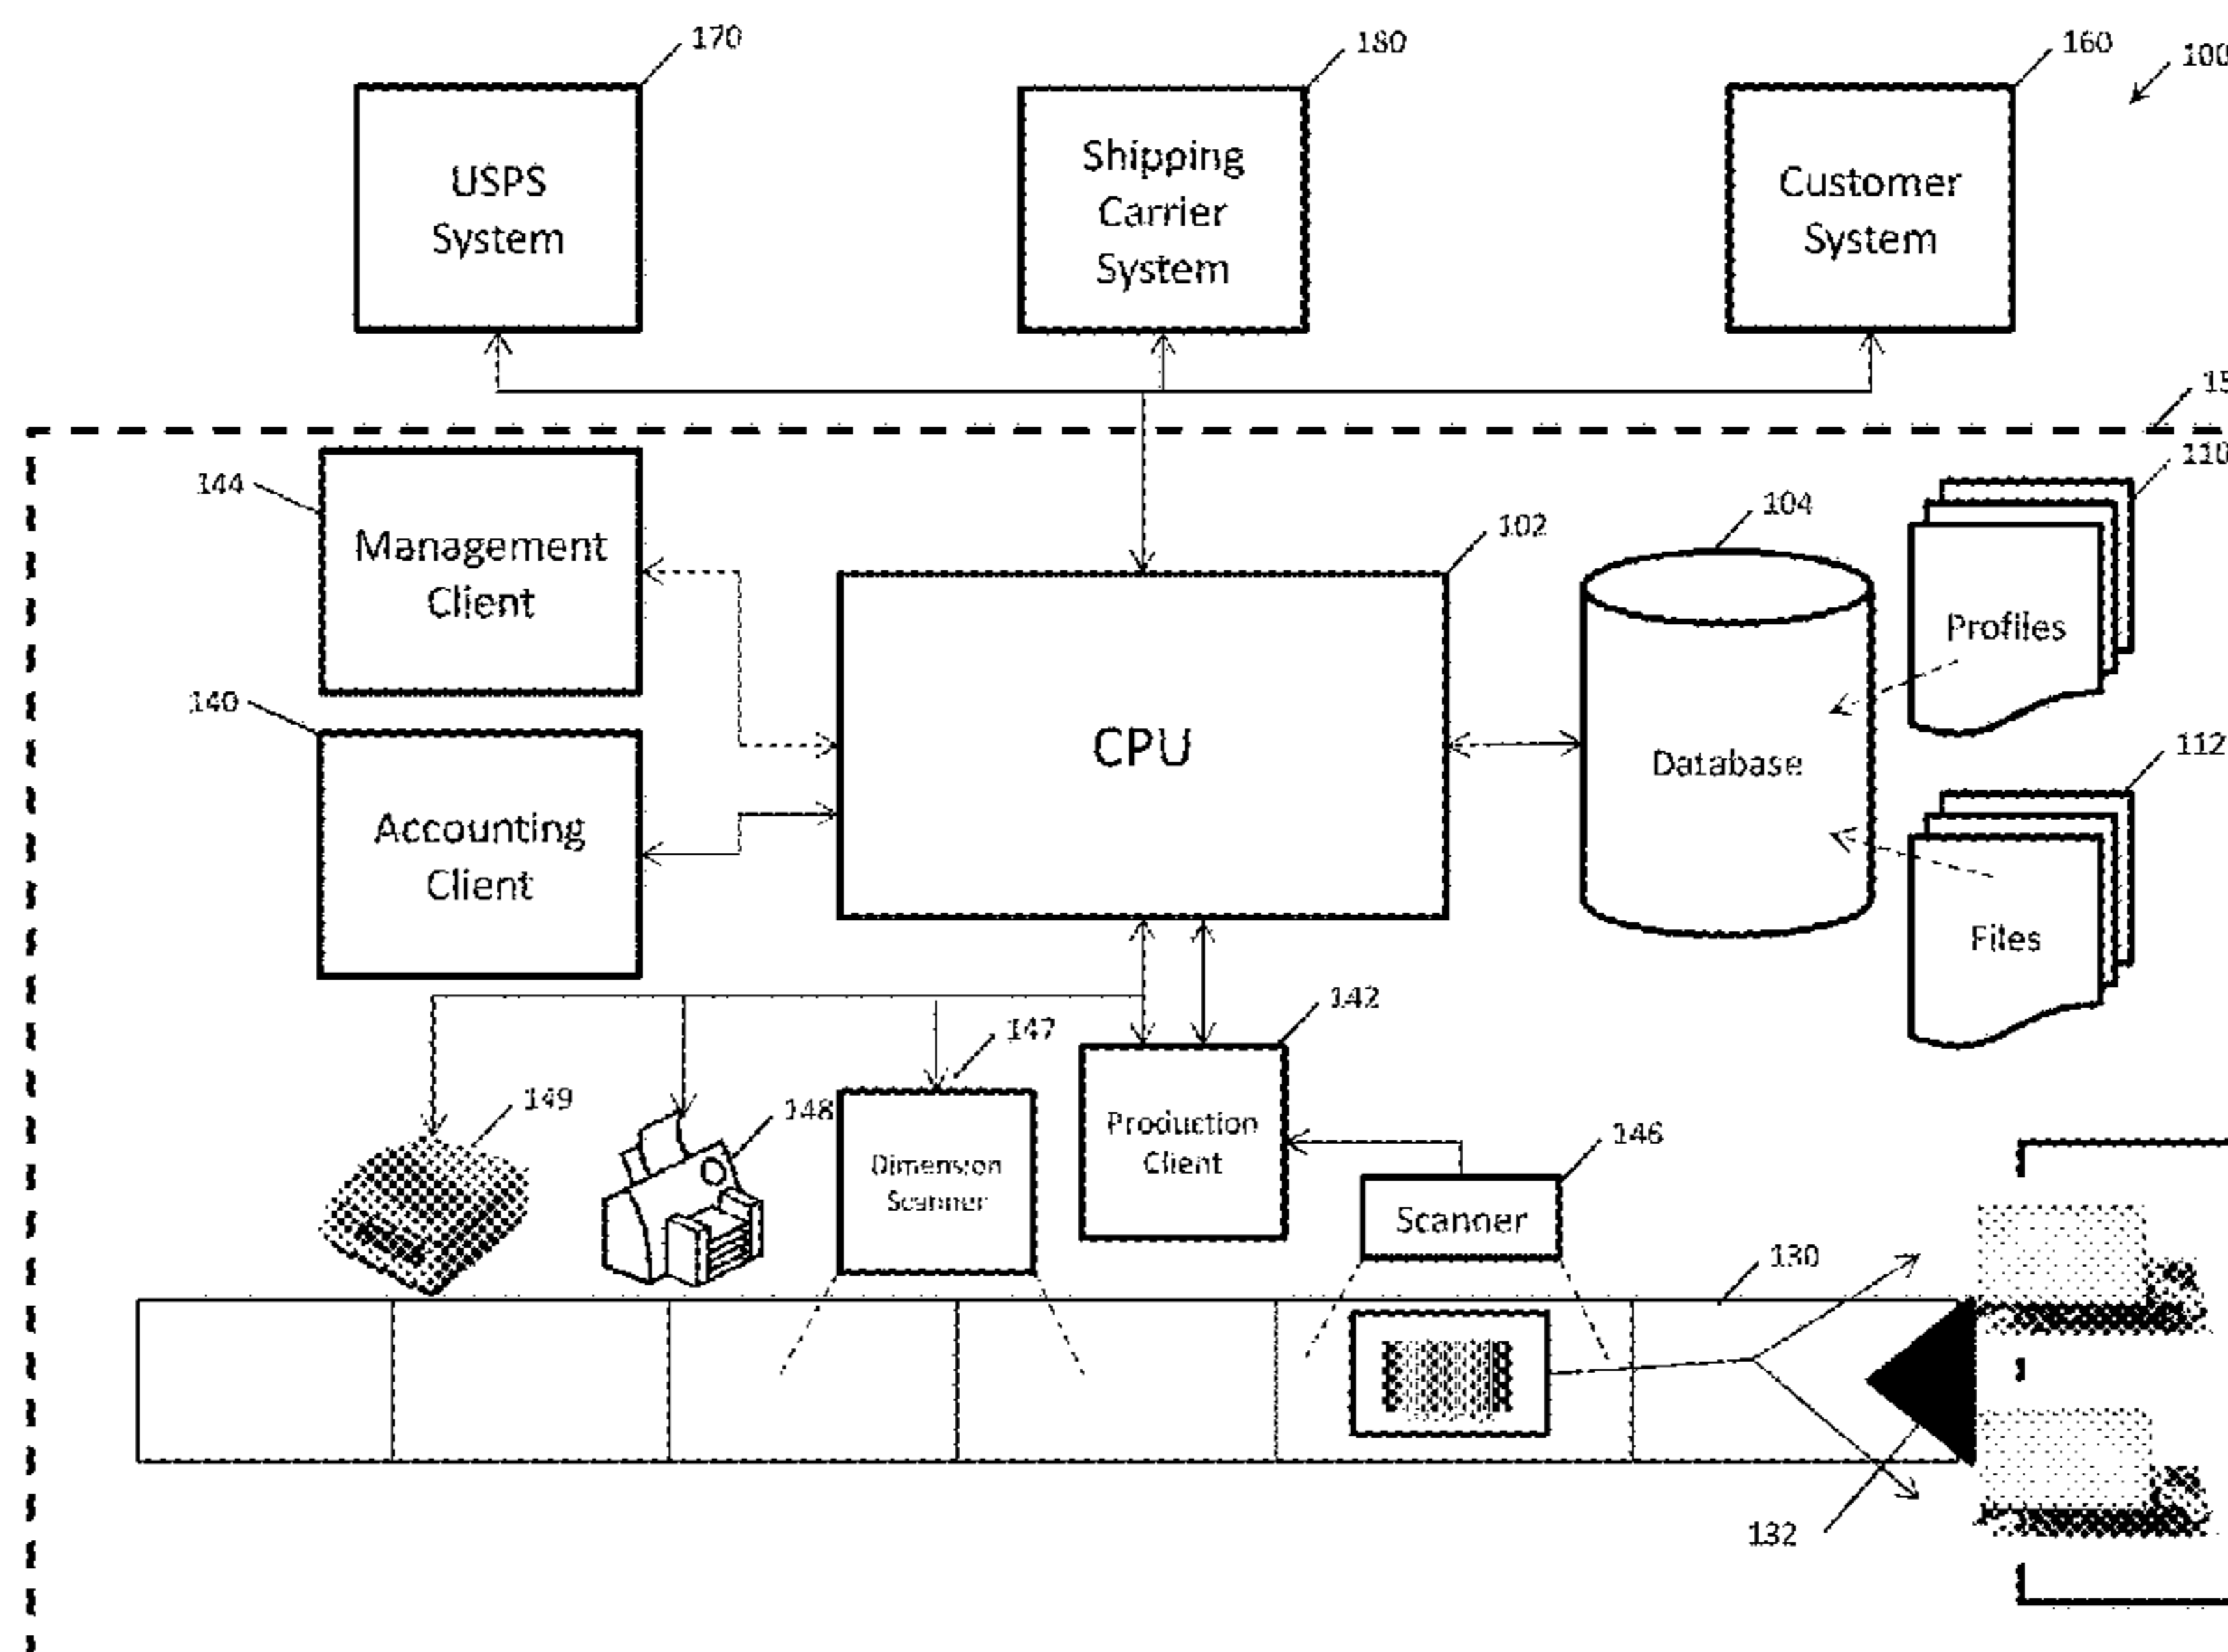 170
180
160
100
USPS
System
Shipping
Carrier
System
Customer
System
110
144
Management
Client
102
104
Profiles
140
CPU
Database
112
Accounting
Client
Files
142
147
149
148
Production
Client
146
Dimension
Scanner
Scanner
130
132